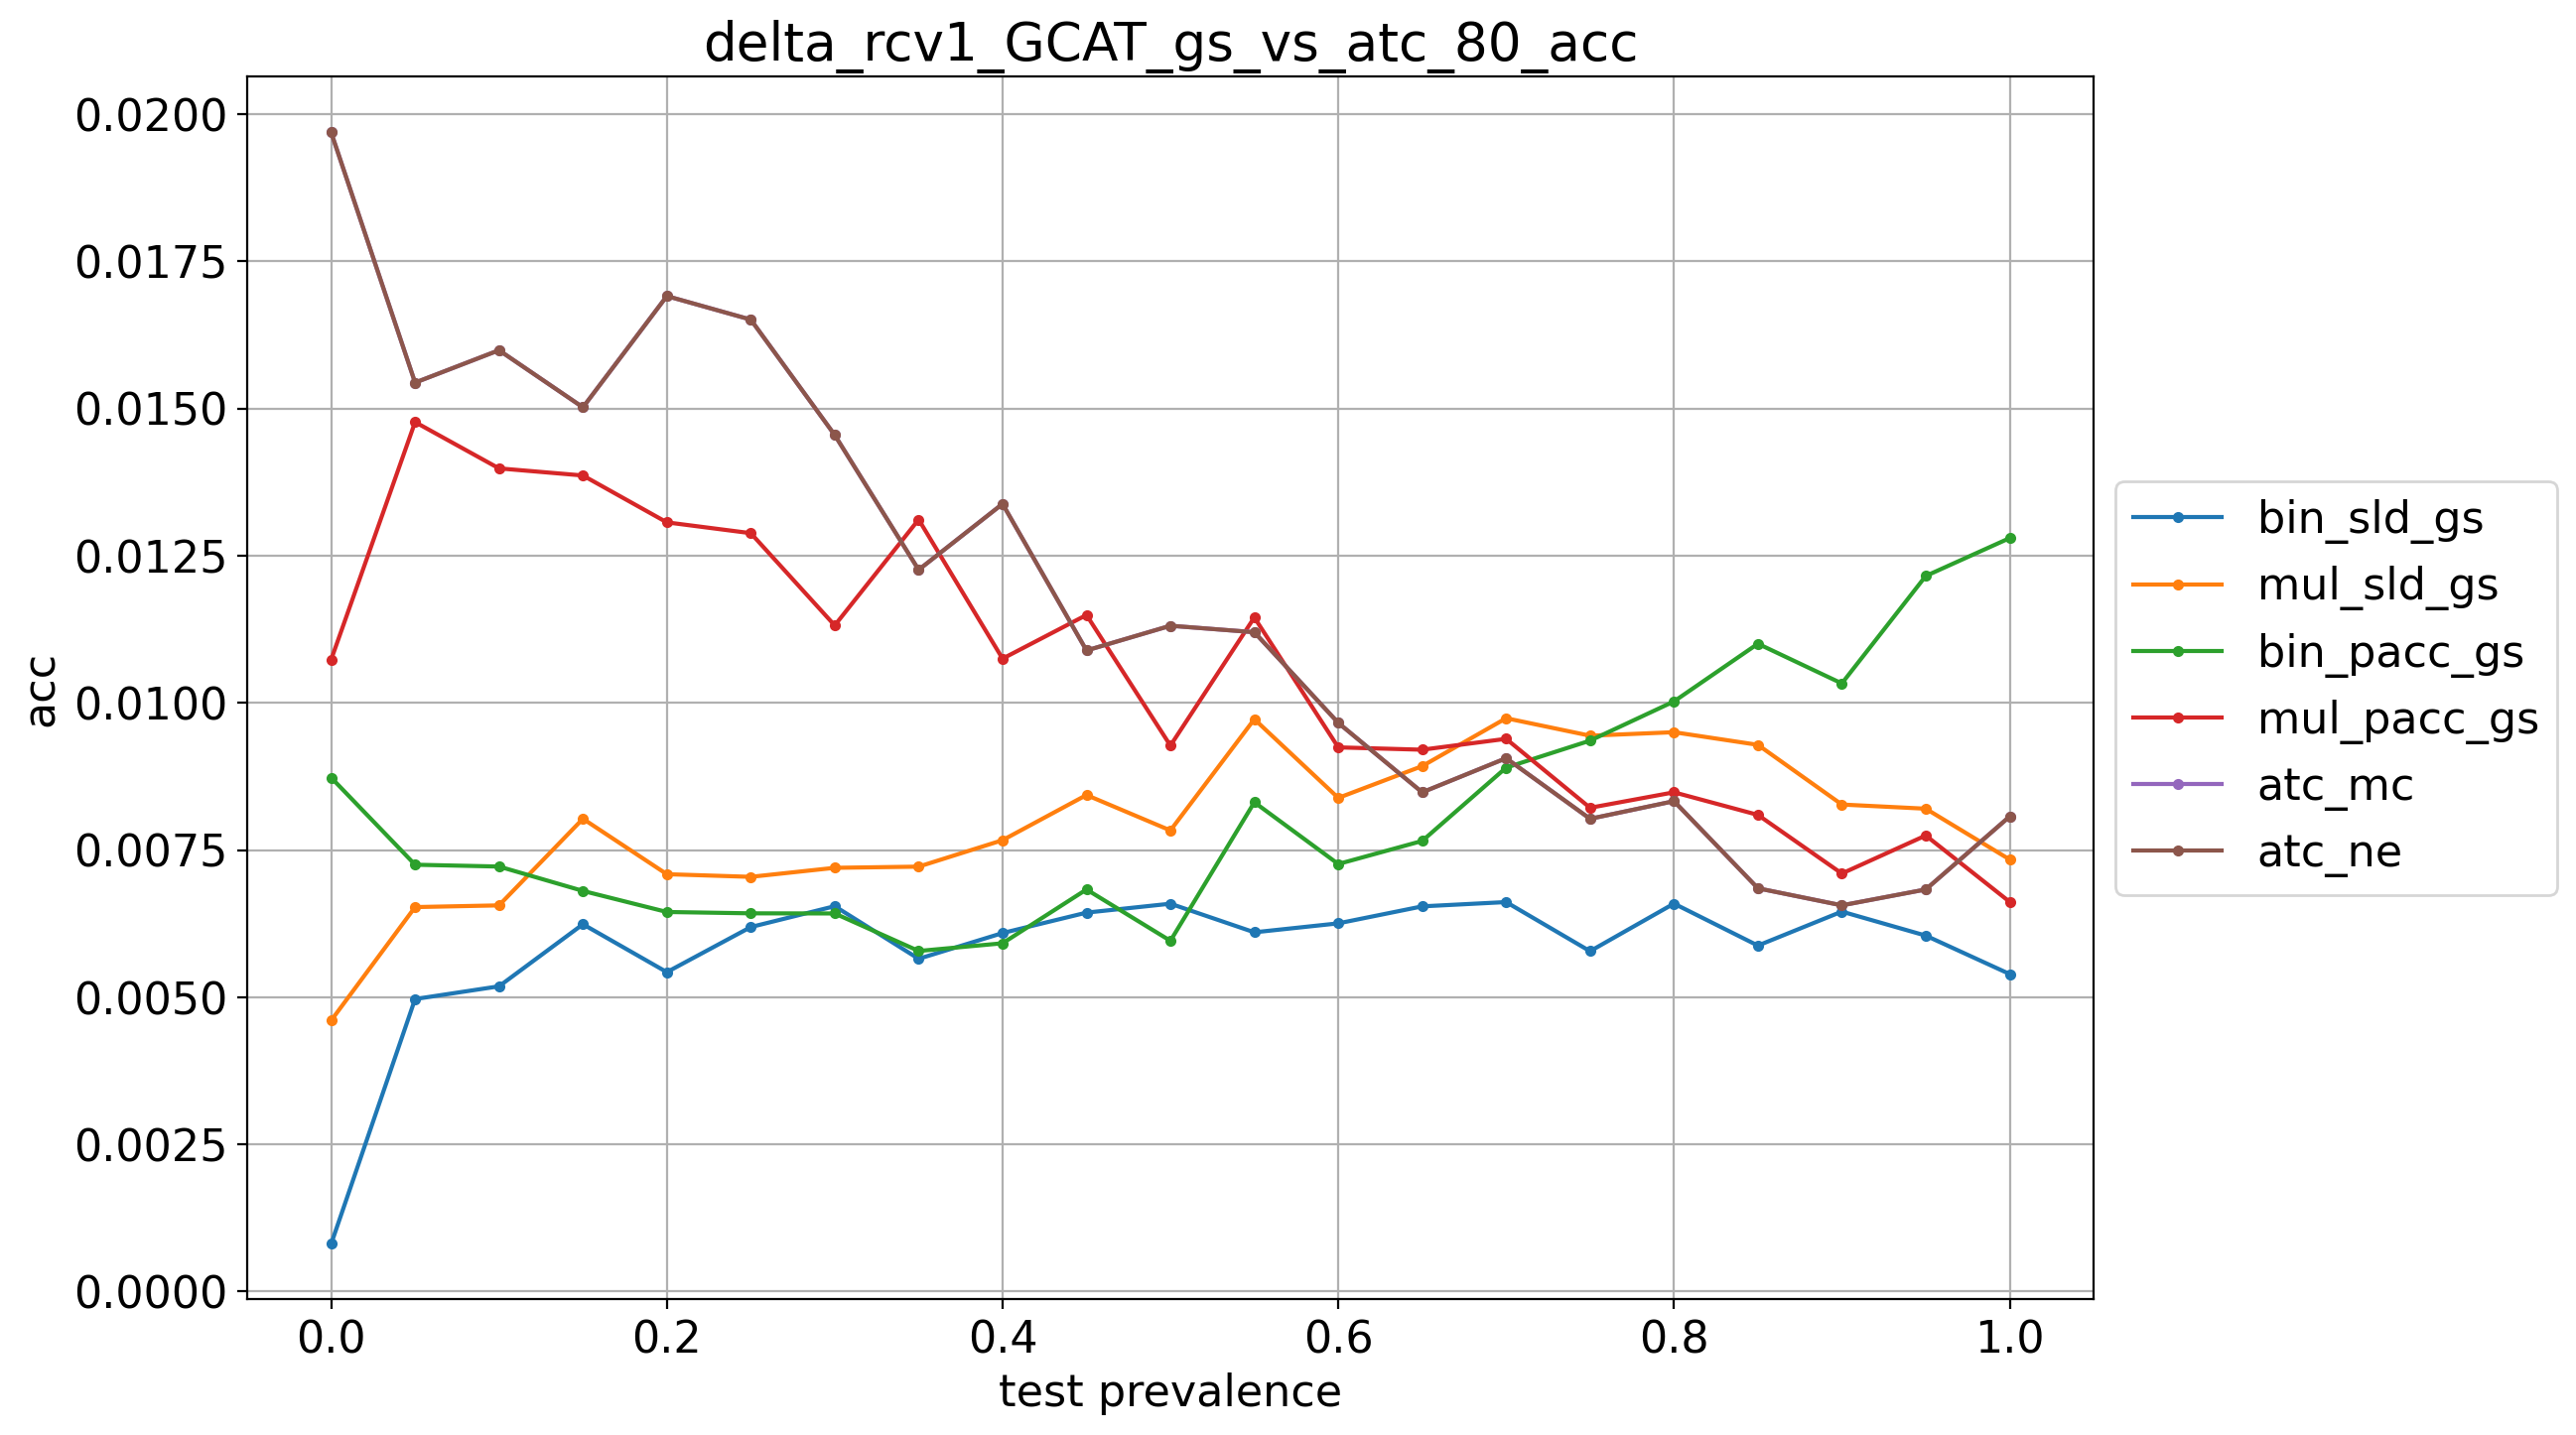 delta_rcv1_GCAT_gs_vs_atc_80_acc
0.0200
0.0175
0.0150
0.0125
0.0100
0.0075
0.0050
0.0025
0.0000
acc
0.0 0.2 0.4 0.6 0.8 1.0
test prevalence
bin_sld_gs
mul_sld_gs
bin_pacc_gs
mul_pacc_gs
atc_mc
atc_ne